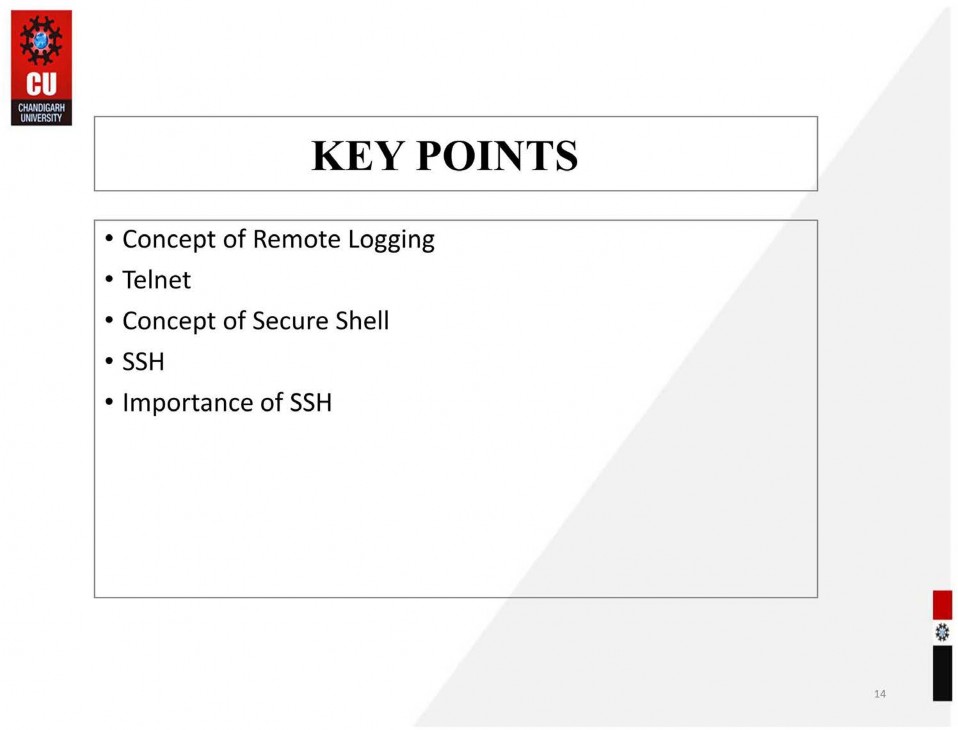 CU
CHANDIGARH
UNIVERSITY
KEY POINTS
• Concept of Remote Logging
• Telnet
• Concept of Secure Shell
• SSH
• Importance of SSH
14